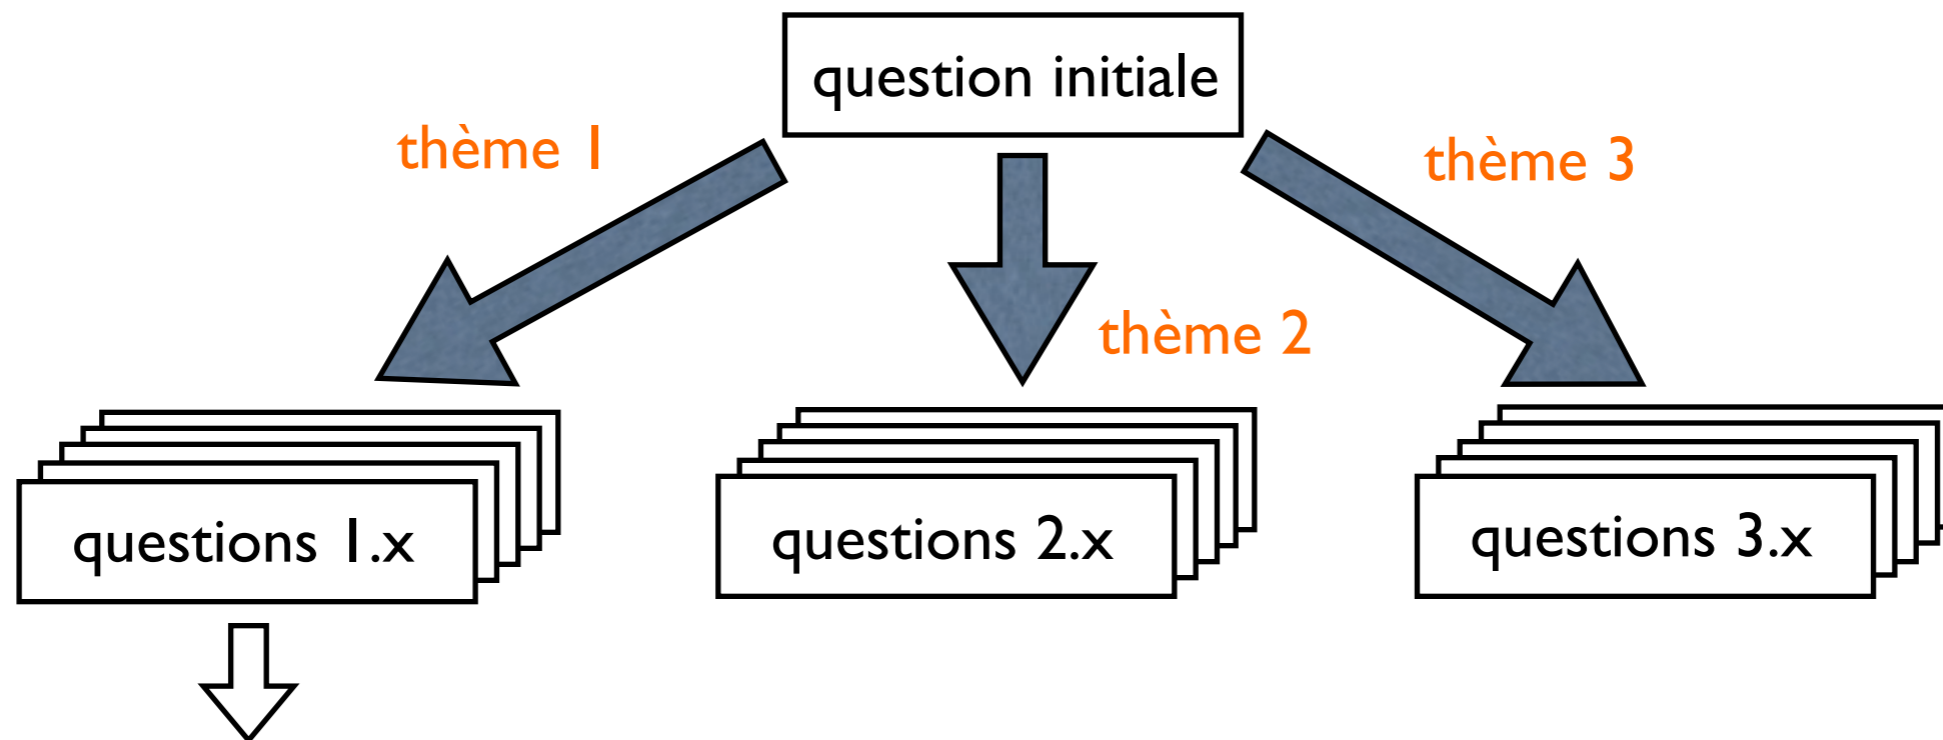 question initiale
thème 1
thème 3
thème 2
questions 1.x
questions 2.x
questions 3.x